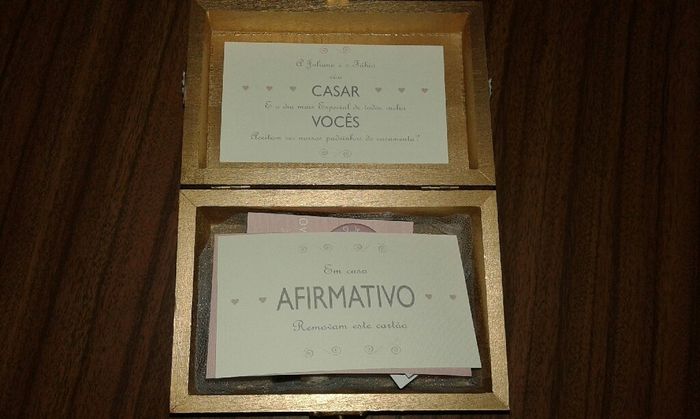 A Juliana e o Fábio
vão
CASAR
E o dia mais Especial de todos
VOCÊS
Aceitam ser nossos padrinhos de casamento?
Em caso
AFIRMATIVO
Removam este cartão